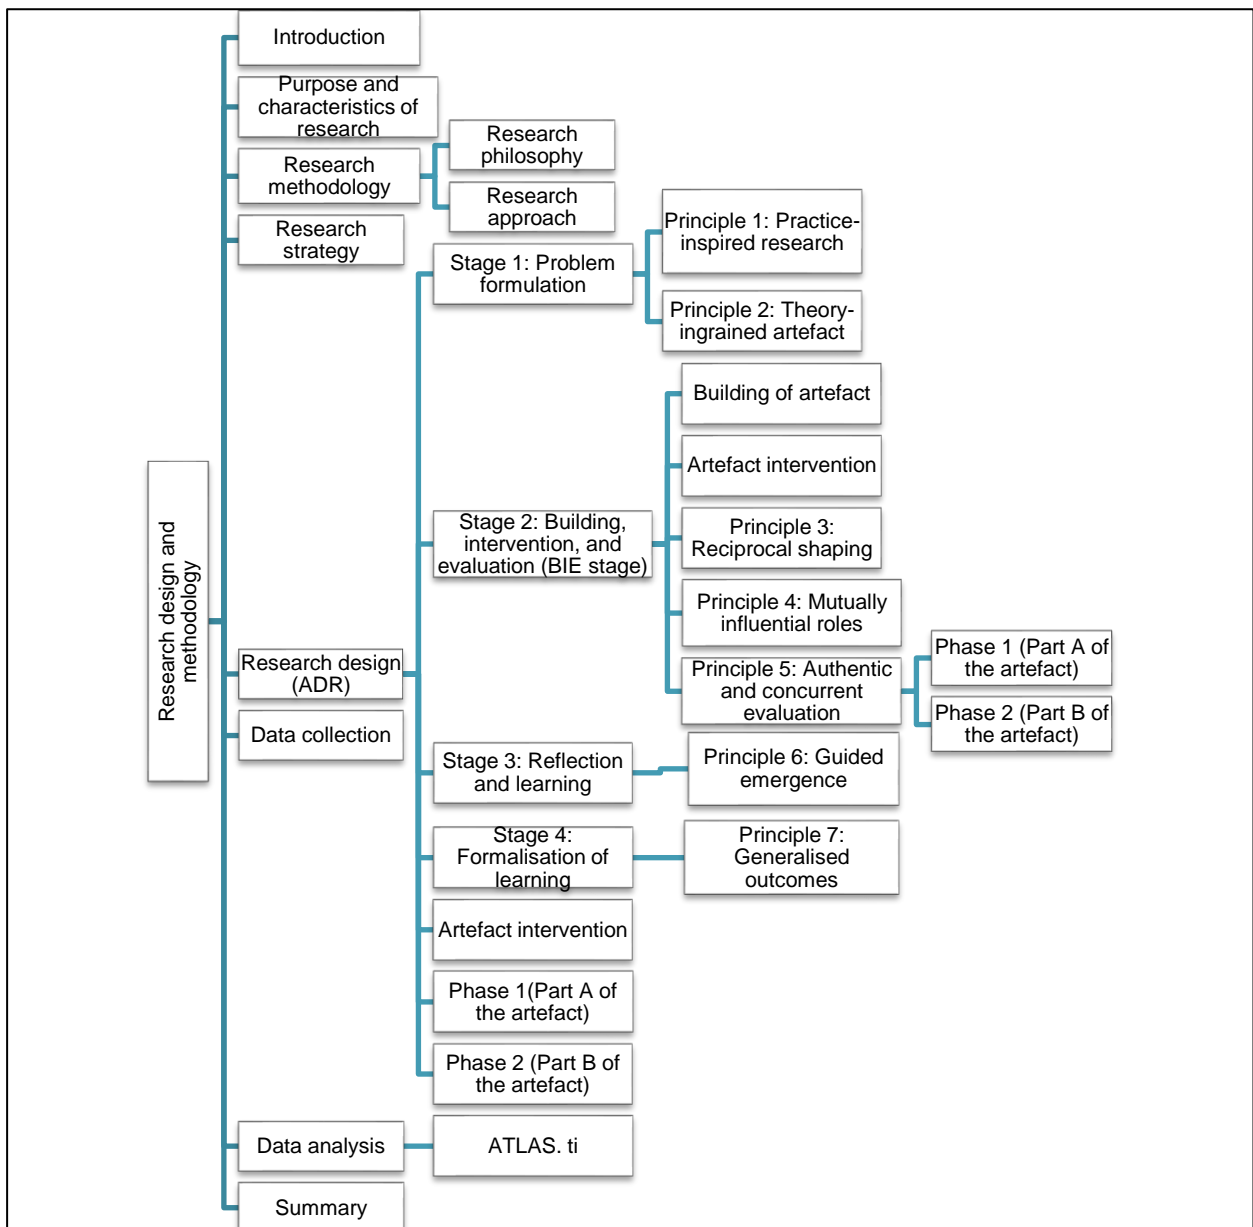 Introduction
Purpose and
characteristics of
research
Research
methodology
Research
philosophy
Research
approach
Research
strategy
Stage 1: Problem
formulation
Principle 1: Practice-
inspired research
Principle 2: Theory-
ingrained artefact
Building of artefact
Artefact intervention
Research design and
methodology
Stage 2: Building,
intervention, and
evaluation (BIE stage)
Principle 3:
Reciprocal shaping
Principle 4: Mutually
influential roles
Research design
(ADR)
Principle 5: Authentic
and concurrent
evaluation
Phase 1 (Part A of
the artefact)
Phase 2 (Part B of
the artefact)
Data collection
Stage 3: Reflection
and learning
Principle 6: Guided
emergence
Stage 4:
Formalisation of
learning
Principle 7:
Generalised
outcomes
Artefact intervention
Phase 1(Part A of
the artefact)
Phase 2 (Part B of
the artefact)
Data analysis
ATLAS. ti
Summary